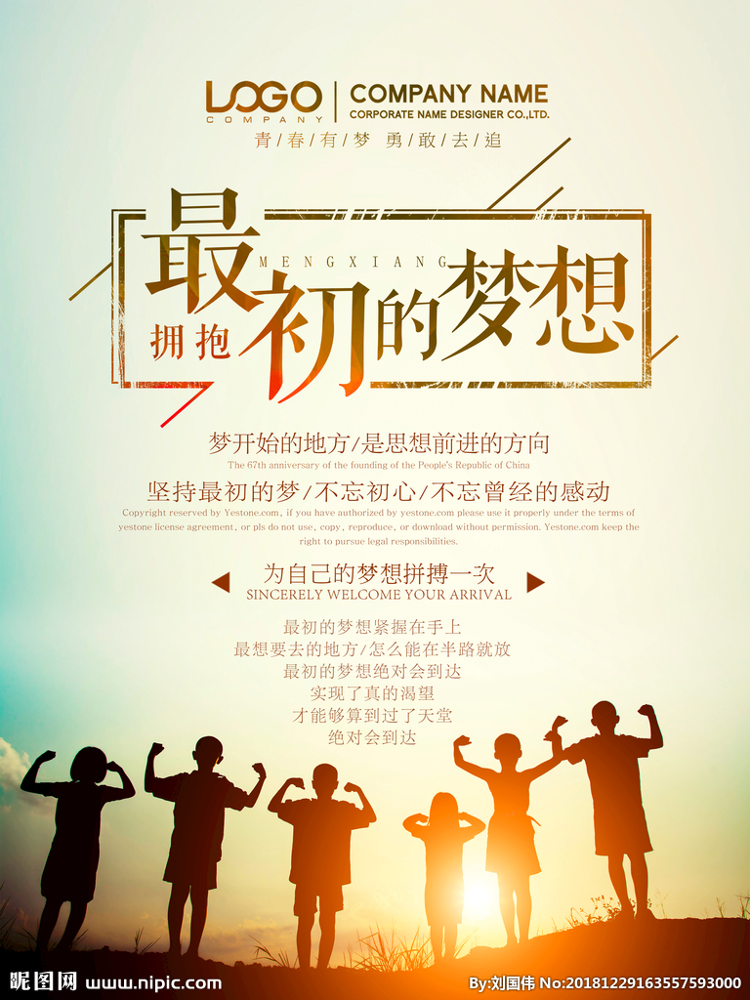 LOGO COMPANY NAME
COMPANY CORPORATE NAME DESIGNER CO.,LTD.
青/春/有/梦 勇/敢/去/追
最初的梦想
MENGXIANG
拥抱
梦开始的地方/是思想前进的方向
The 67th anniversary of the founding of the People's Republic of China
坚持最初的梦/不忘初心/不忘曾经的感动
Copyright reserved by Yestone.com, if you have authorized by yestone.com please use it properly under the terms of
yestone license agreement, or pls do not use, copy, reproduce, or download without permission. Yestone.com keep the
right to pursue legal responsibilities.
为自己的梦想拼搏一次
SINCERELY WELCOME YOUR ARRIVAL
最初的梦想紧握在手上
最想要去的地方/怎么能在半路就放
最初的梦想绝对会到达
实现了真的渴望
才能够算到过了天堂
绝对会到达
昵图网 www.nipic.com
By:刘国伟 No:20181229163557593000